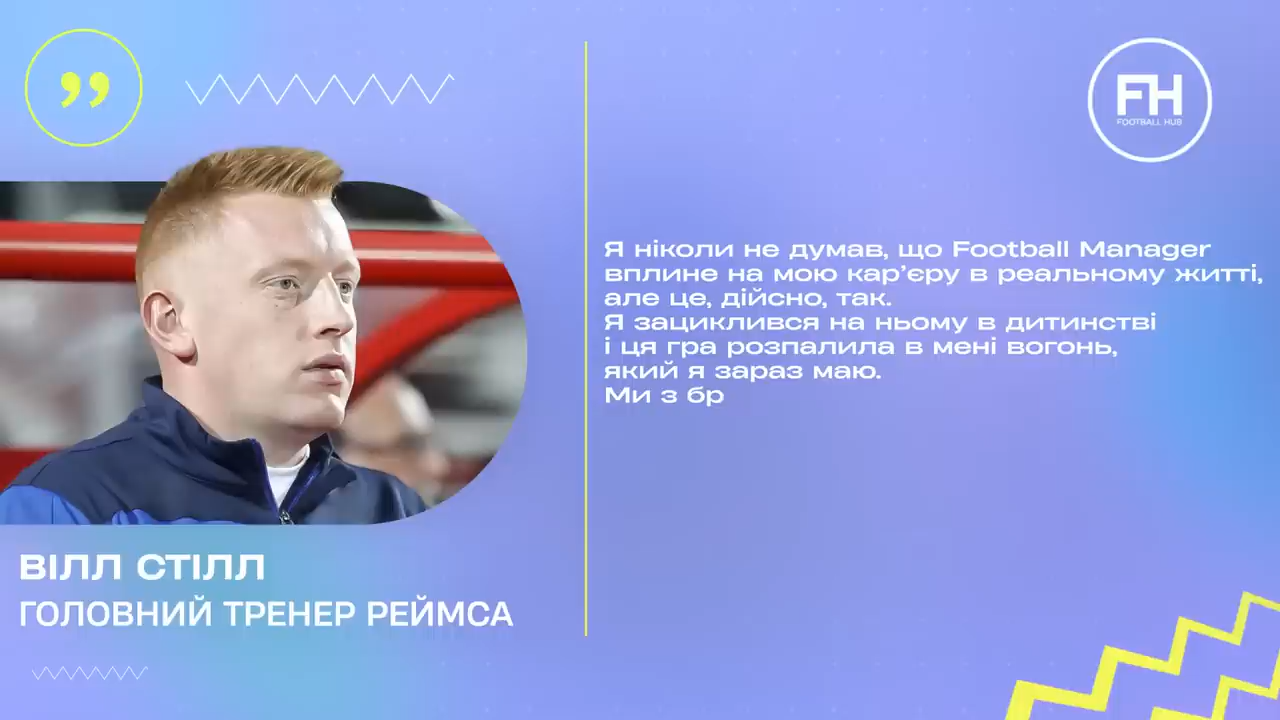 FH
FOOTBALL HUB
Я ніколи не думав, що Football Manager
вплине на мою кар’єру в реальному житті,
але це, дійсно, так.
Я зациклився на ньому в дитинстві
і ця гра розпалила в мені вогонь,
який я зараз маю.
Ми з бр
ВІЛЛ СТІЛЛ
ГОЛОВНИЙ ТРЕНЕР РЕЙМСА